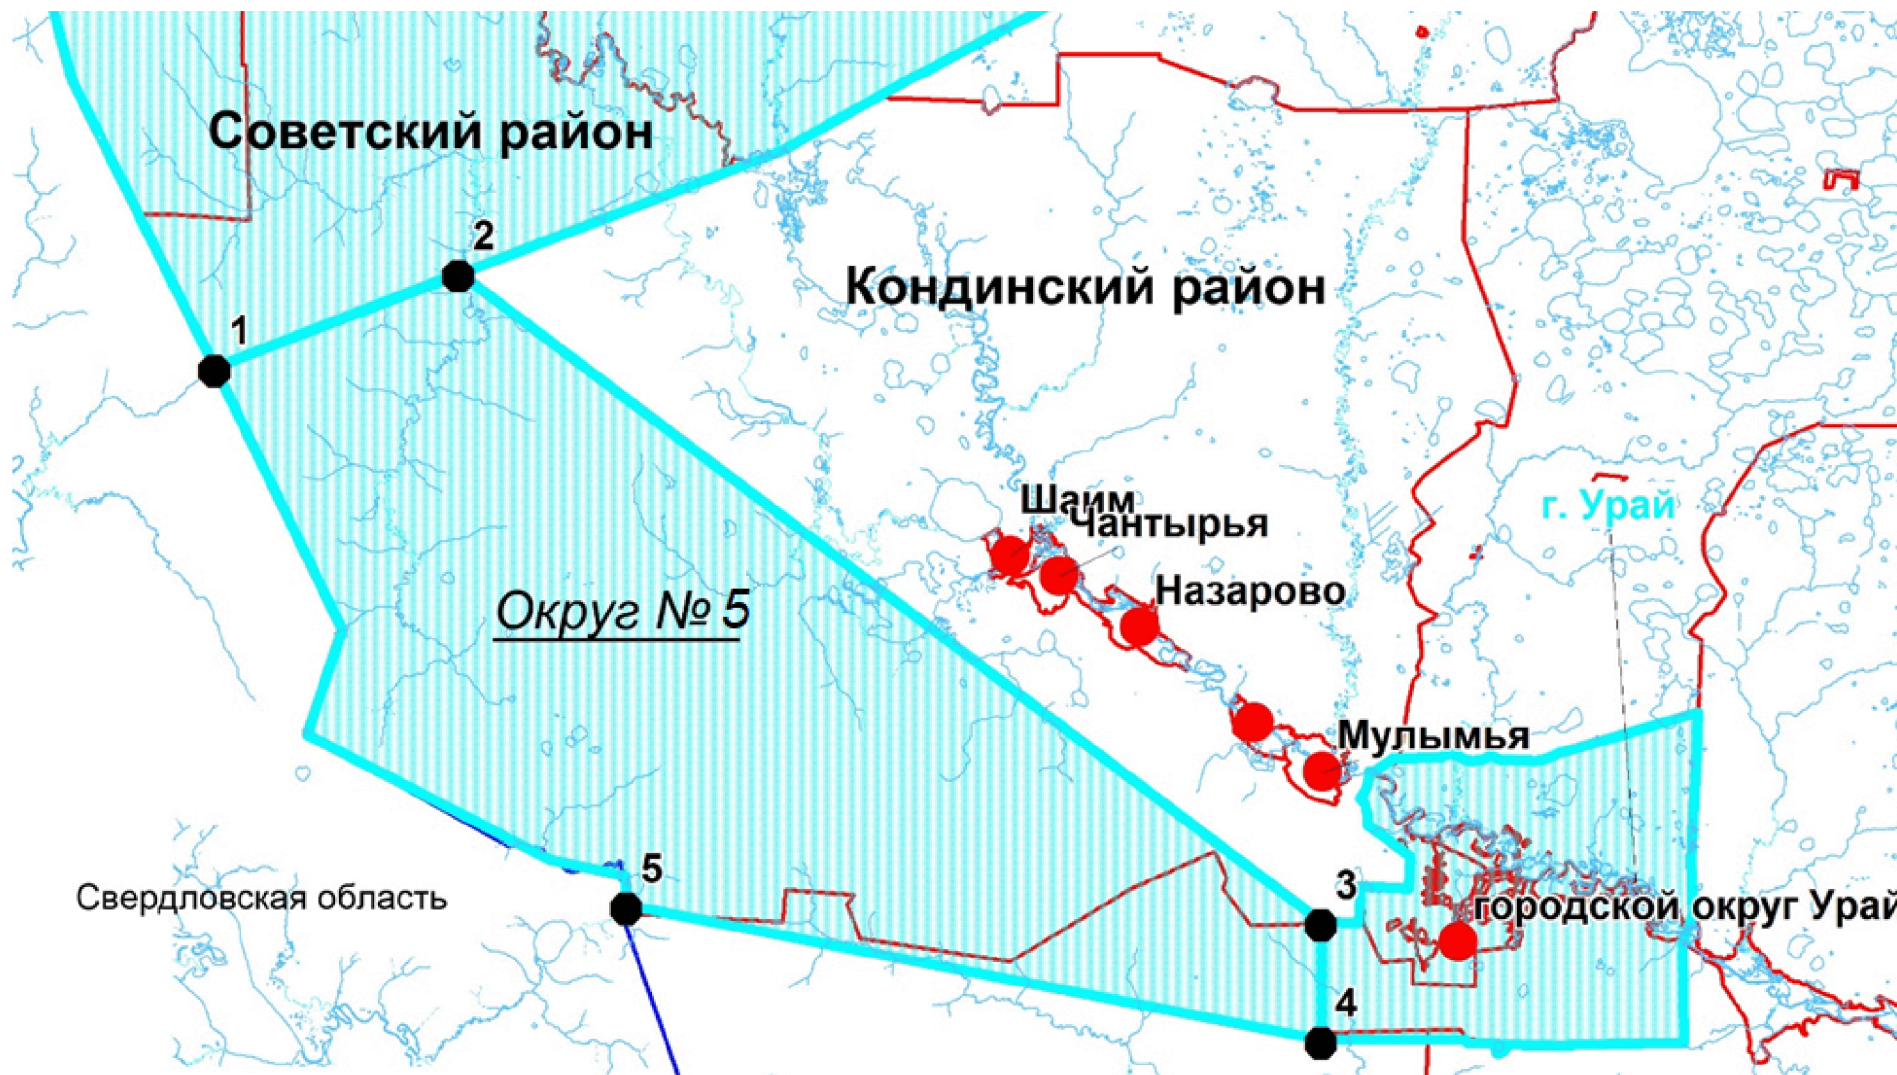 Советский район
2
Кондинский район
1
Шаим
Чантырья
г. Урай
Назарово
Округ № 5
Мулымья
5
3
Свердловская область
городской округ Урай
4